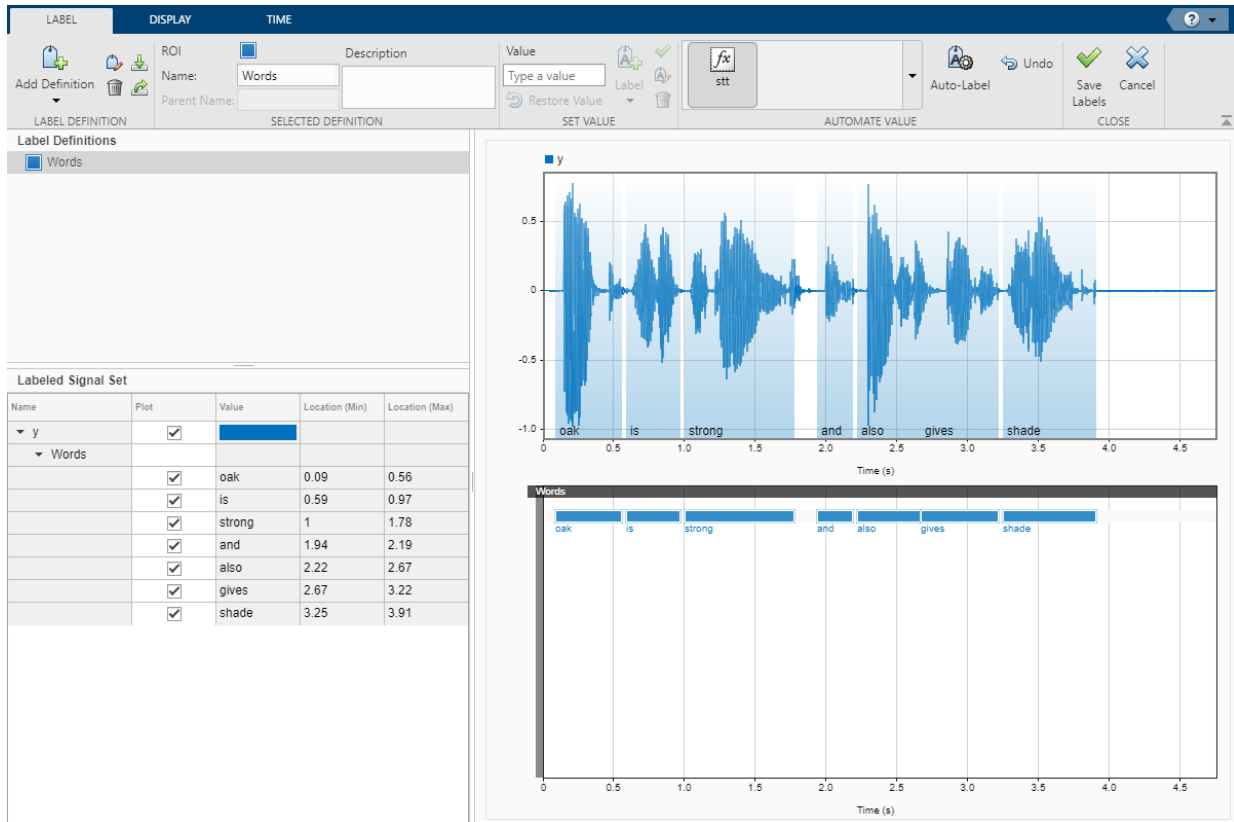 LABEL DISPLAY TIME ?
ROI Description Value
Name: Words Type a value
Parent Name: Restore Value
Add Definition Label fx stt Auto-Label Undo Save Labels Cancel
LABEL DEFINITION SELECTED DEFINITION SET VALUE AUTOMATE VALUE CLOSE
Label Definitions
Words
Labeled Signal Set
Name Plot Value Location (Min) Location (Max)
y
Words
oak 0.09 0.56
is 0.59 0.97
strong 1 1.78
and 1.94 2.19
also 2.22 2.67
gives 2.67 3.22
shade 3.25 3.91
y
0.5
0
-0.5
-1.0
oak is strong and also gives shade
0 0.5 1.0 1.5 2.0 2.5 3.0 3.5 4.0 4.5
Time (s)
Words
oak is strong and also gives shade
0 0.5 1.0 1.5 2.0 2.5 3.0 3.5 4.0 4.5
Time (s)